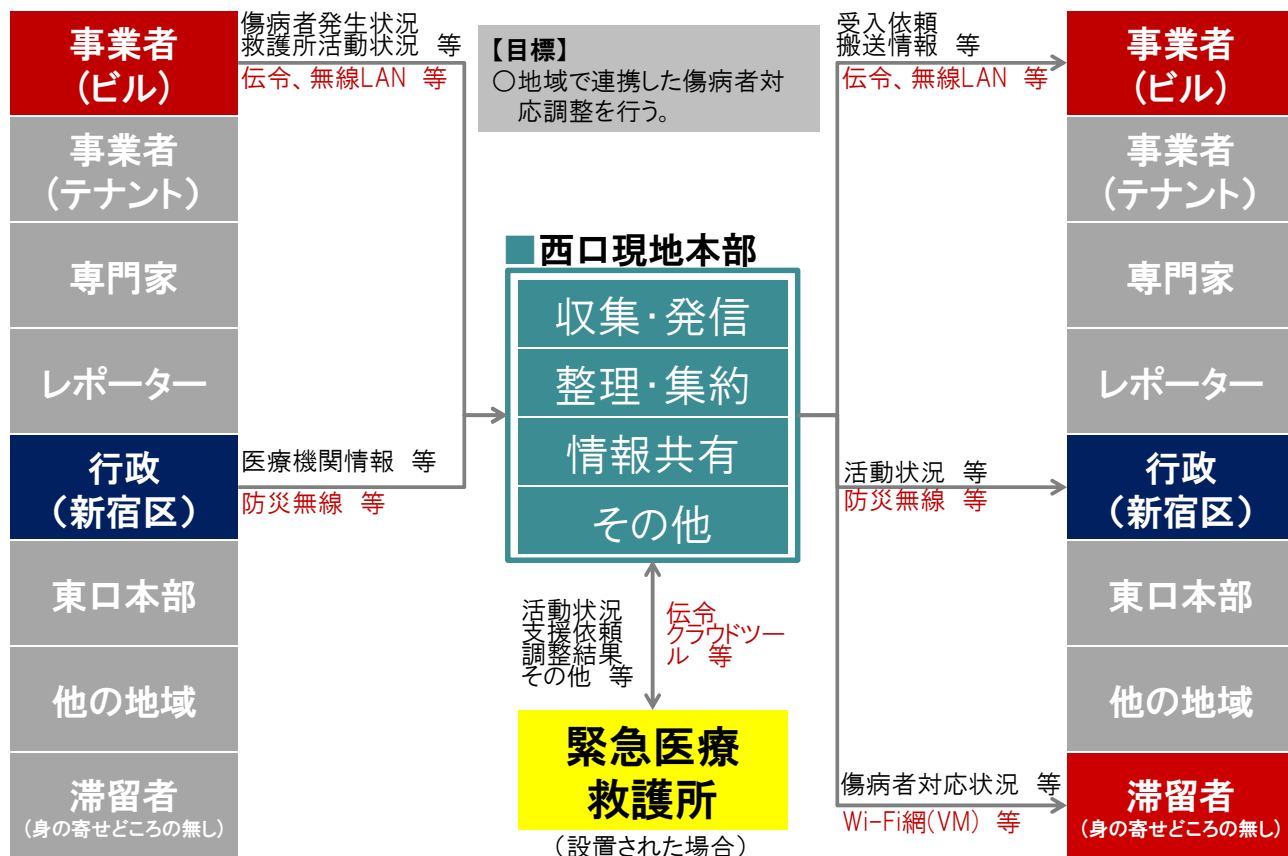 事業者
(ビル)
事業者
(テナント)
専門家
レポーター
行政
(新宿区)
東口本部
他の地域
滞留者
(身の寄せどころの無し)
傷病者発生状況
救護所活動状況 等
伝令、無線LAN 等
医療機関情報 等
防災無線 等
【目標】
○地域で連携した傷病者対
応調整を行う。
■西口現地本部
収集・発信
整理・集約
情報共有
その他
活動状況
支援依頼
調整結果
その他 等
伝令
クラウドツー
ル 等
緊急医療
救護所
(設置された場合)
受入依頼
搬送情報 等
伝令、無線LAN 等
活動状況 等
防災無線 等
傷病者対応状況 等
Wi-Fi網(VM) 等
事業者
(ビル)
事業者
(テナント)
専門家
レポーター
行政
(新宿区)
東口本部
他の地域
滞留者
(身の寄せどころの無し)